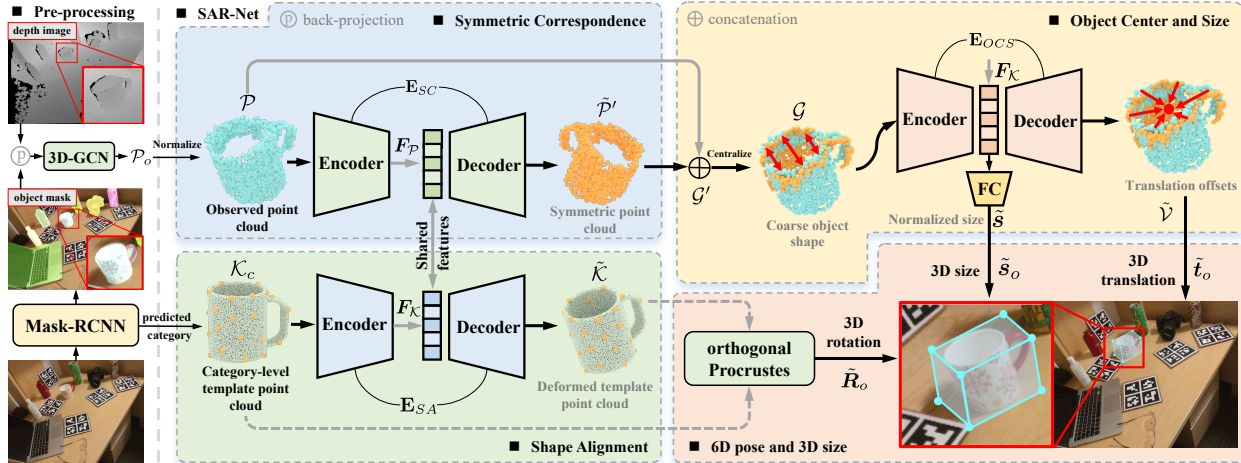 ■ Pre-processing
depth image
p
3D-GCN
𝒫ₒ
object mask
Mask-RCNN
Normalize
predicted
category
■ SAR-Net
p back-projection
■ Symmetric Correspondence
𝒫
E_SC
P̃′
Encoder
F_𝒫
Decoder
Observed point
cloud
Symmetric point
cloud
Shared
features
𝒦_c
K̃
Encoder
F_𝒦
Decoder
Category-level
template point
cloud
E_SA
Deformed template
point cloud
■ Shape Alignment
⊕ concatenation
■ Object Center and Size
𝒢′
Centralize
𝒢
Coarse object
shape
E_OCS
Encoder
F_𝒦
Decoder
FC
Normalized size
s̃
Translation offsets
Ṽ
3D size
s̃ₒ
3D
translation
t̃ₒ
orthogonal
Procrustes
3D
rotation
R̃ₒ
■ 6D pose and 3D size